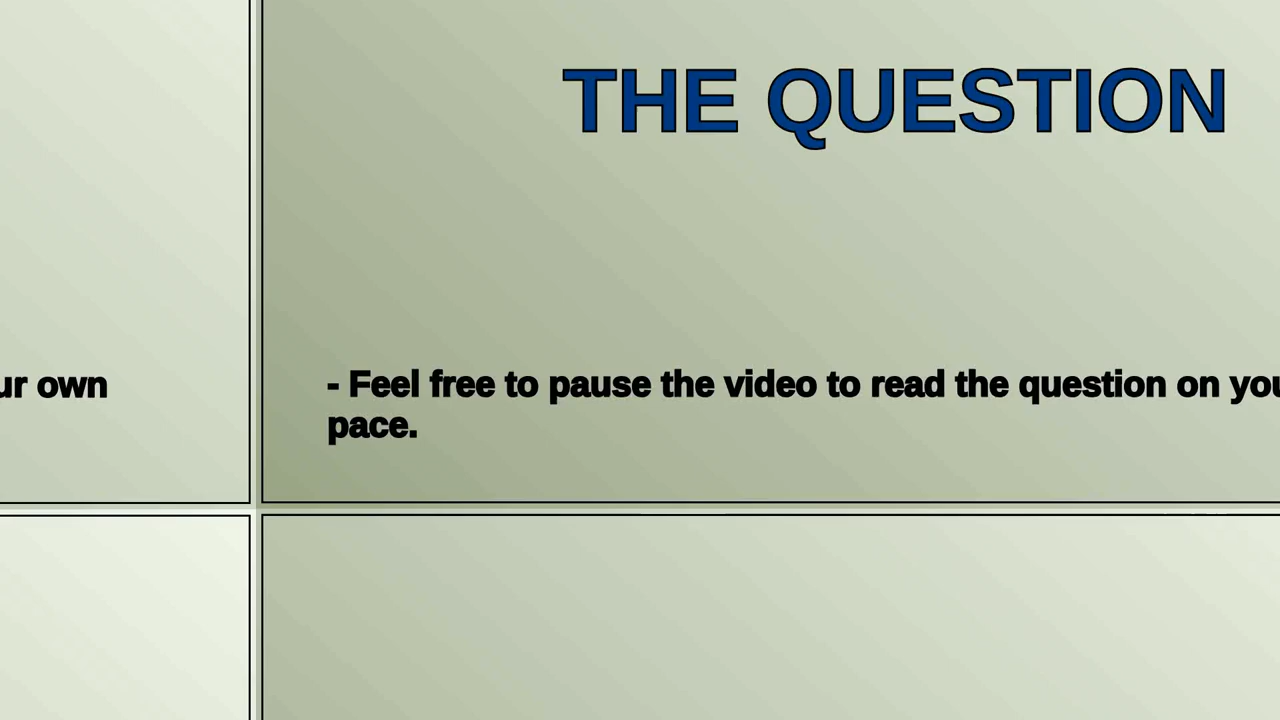 THE QUESTION
ur own
- Feel free to pause the video to read the question on you
pace.